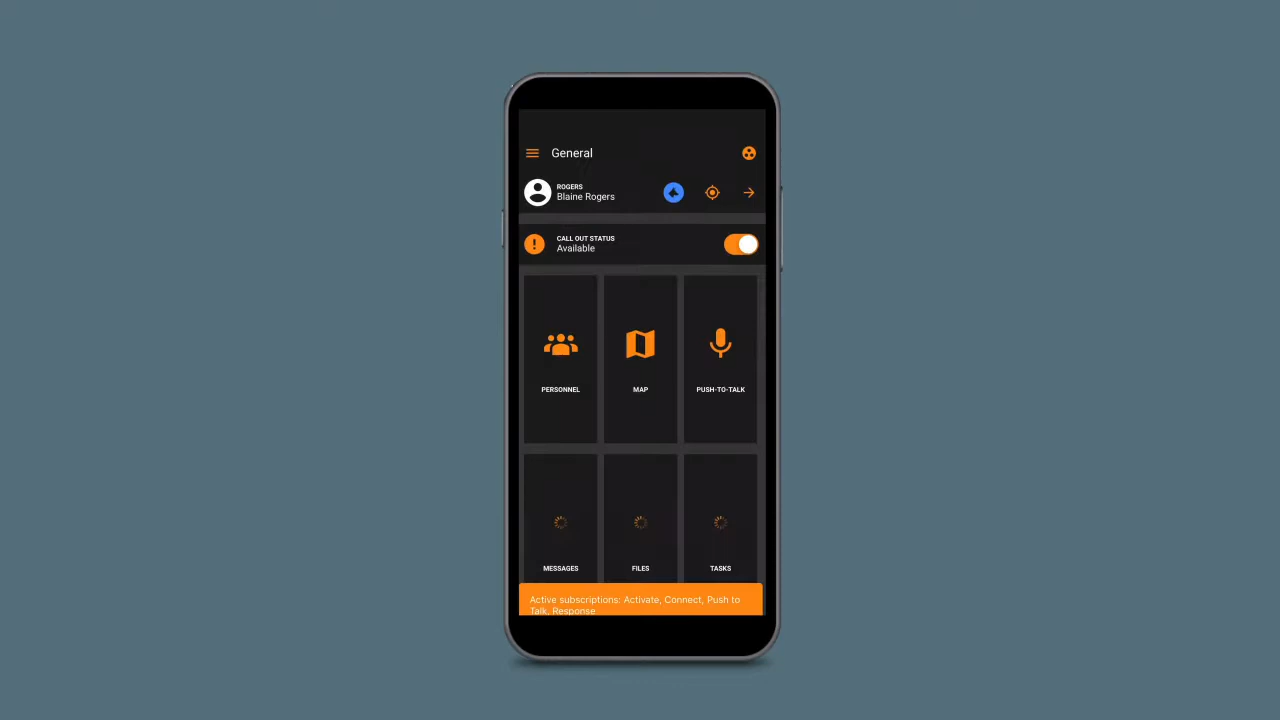 General
ROGERS
Blaine Rogers
CALL OUT STATUS
Available
PERSONNEL
MAP
PUSH-TO-TALK
MESSAGES
FILES
TASKS
Active subscriptions: Activate, Connect, Push to
Talk, Response